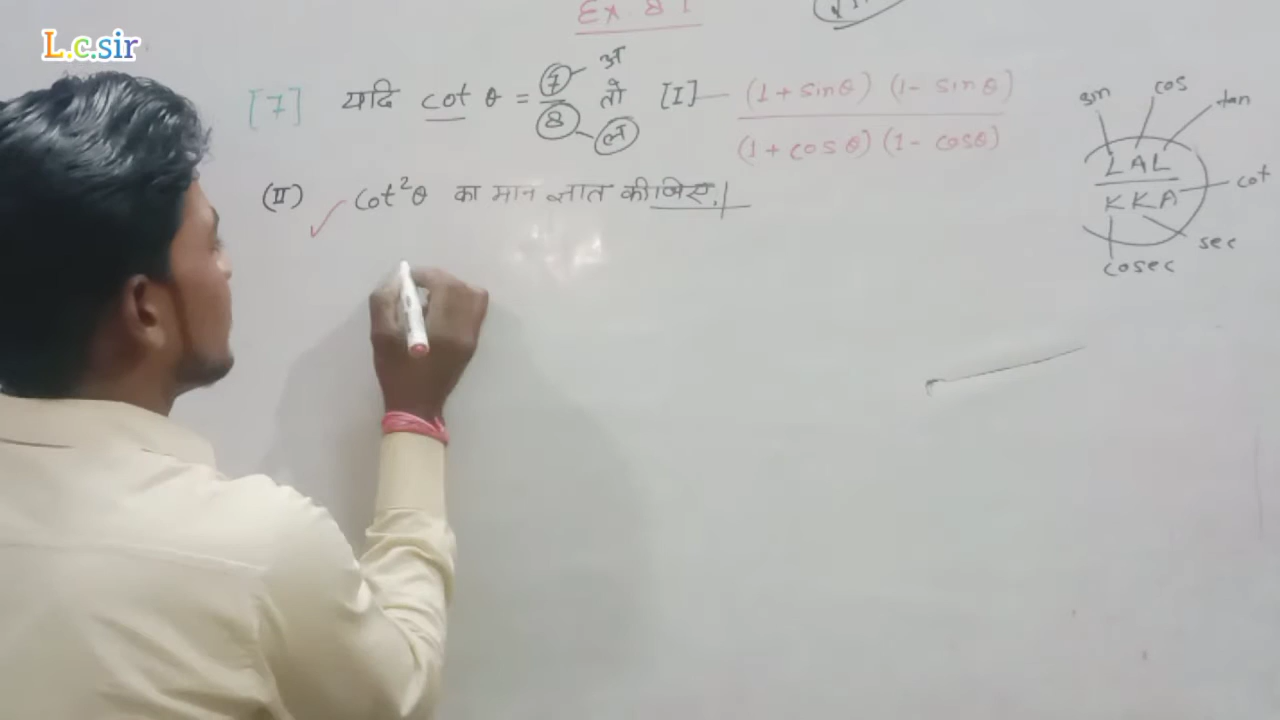 L.c.sir
Ex 8.1
[7] यदि cot θ = 7/8 तो [I] (1 + sinθ) (1 - sinθ) / (1 + cosθ) (1 - cosθ)
अ
ल
(II) cot²θ का मान ज्ञात कीजिए।
sin cos tan
LAL
KKA
cot
sec
cosec